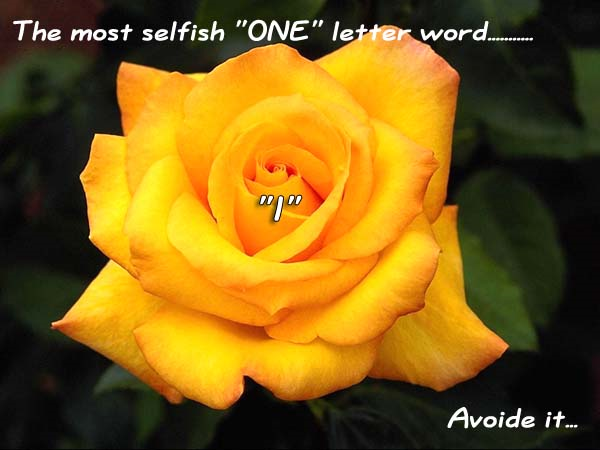 The most selfish "ONE" letter word...........
"I"
Avoide it...